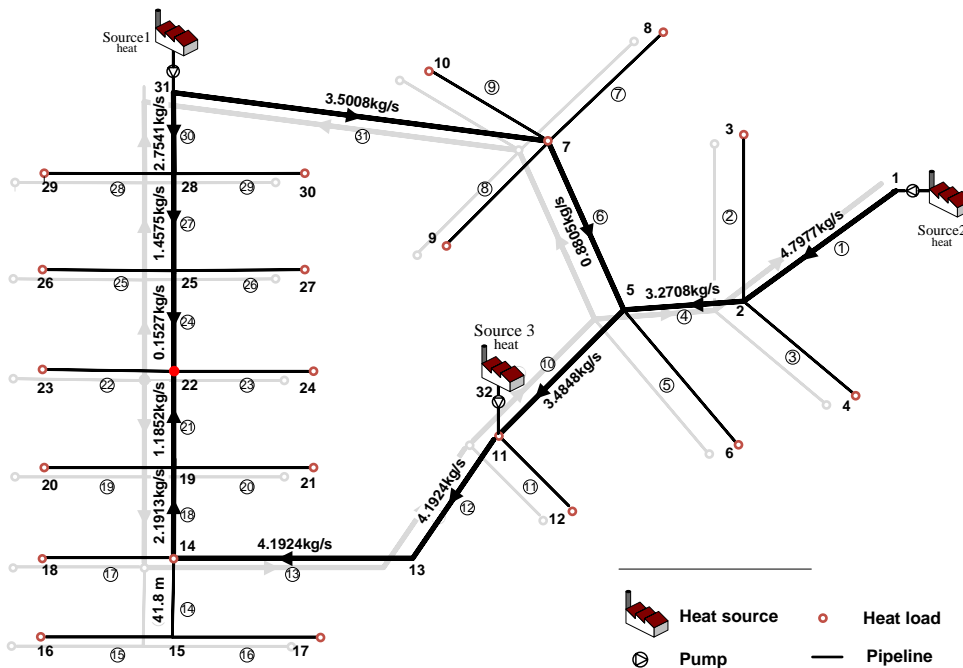 Source1
heat
8
10
⑨
⑦
31
3.5008kg/s
㉛
7
3
2.7541kg/s
㉚
29
㉘
28
㉙
30
⑧
②
1
Source2
heat
4.7977kg/s
①
1.4575kg/s
㉗
9
⑥
0.8805kg/s
26
㉕
25
㉖
27
5
3.2708kg/s
④
2
0.1527kg/s
㉔
Source 3
heat
③
23
㉒
22
㉓
24
32
⑩
3.4848kg/s
⑤
4
1.1852kg/s
㉑
11
6
20
⑲
19
⑳
21
4.1924kg/s
⑪
⑫
12
2.1913kg/s
⑱
14
4.1924kg/s
18
⑰
⑬
13
41.8 m
⑭
16
⑮
15
⑯
17
Heat source
Heat load
Pump
Pipeline